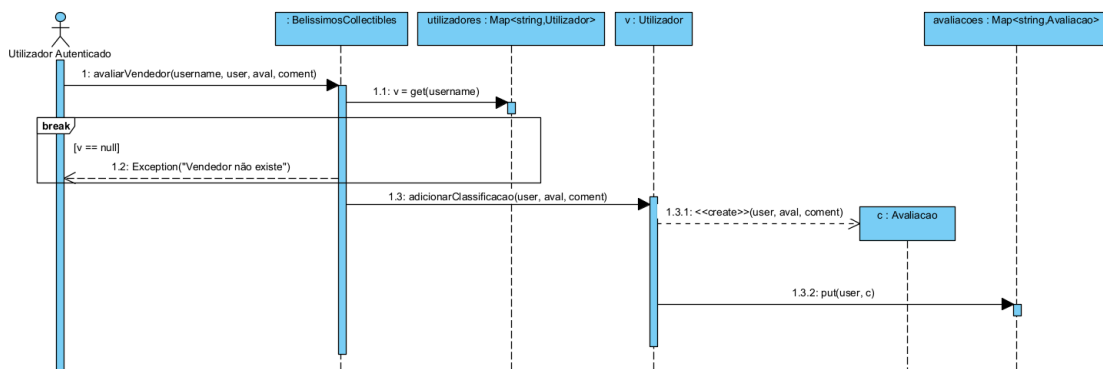 : BelissimosCollectibles
utilizadores : Map<string,Utilizador>
v : Utilizador
avaliacoes : Map<string,Avaliacao>
Utilizador Autenticado
1: avaliarVendedor(username, user, aval, coment)
1.1: v = get(username)
break
[v == null]
1.2: Exception("Vendedor não existe")
1.3: adicionarClassificacao(user, aval, coment)
1.3.1: <<create>>(user, aval, coment)
c : Avaliacao
1.3.2: put(user, c)